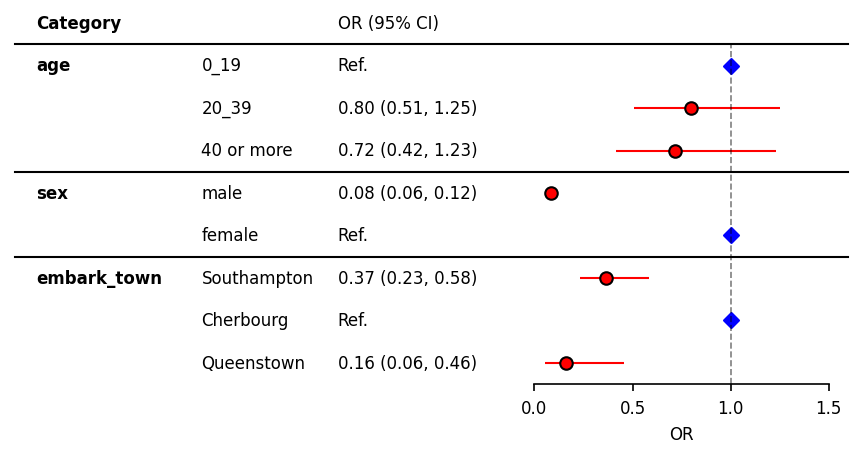 Category OR (95% CI)
age 0_19 Ref.
20_39 0.80 (0.51, 1.25)
40 or more 0.72 (0.42, 1.23)
sex male 0.08 (0.06, 0.12)
female Ref.
embark_town Southampton 0.37 (0.23, 0.58)
Cherbourg Ref.
Queenstown 0.16 (0.06, 0.46)
0.0 0.5 1.0 1.5
OR